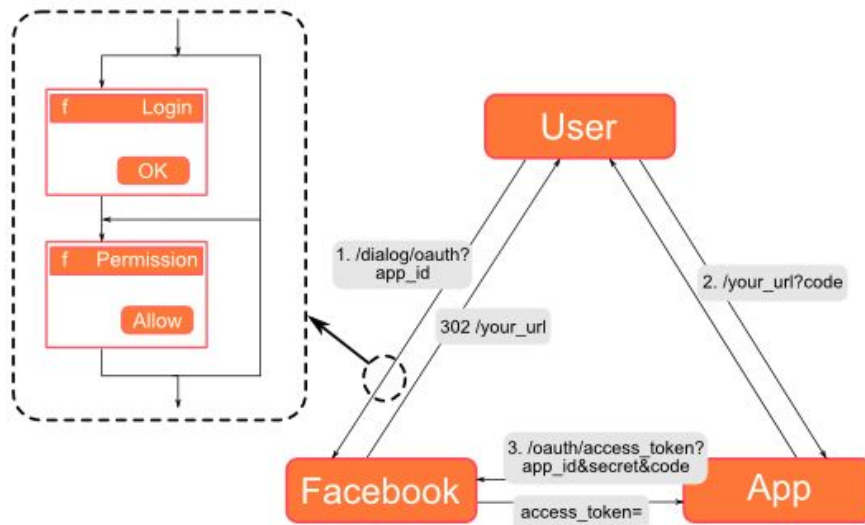 f Login
OK
f Permission
Allow
User
1. /dialog/oauth?
app_id
302 /your_url
2. /your_url?code
3. /oauth/access_token?
app_id&secret&code
Facebook
App
access_token=